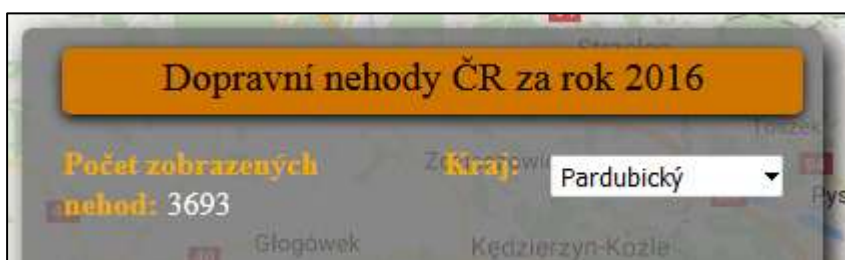 Dopravní nehody ČR za rok 2016
Počet zobrazených nehod: 3693
Kraj: Pardubický
Głogówek
Kędzierzyn-Koźle